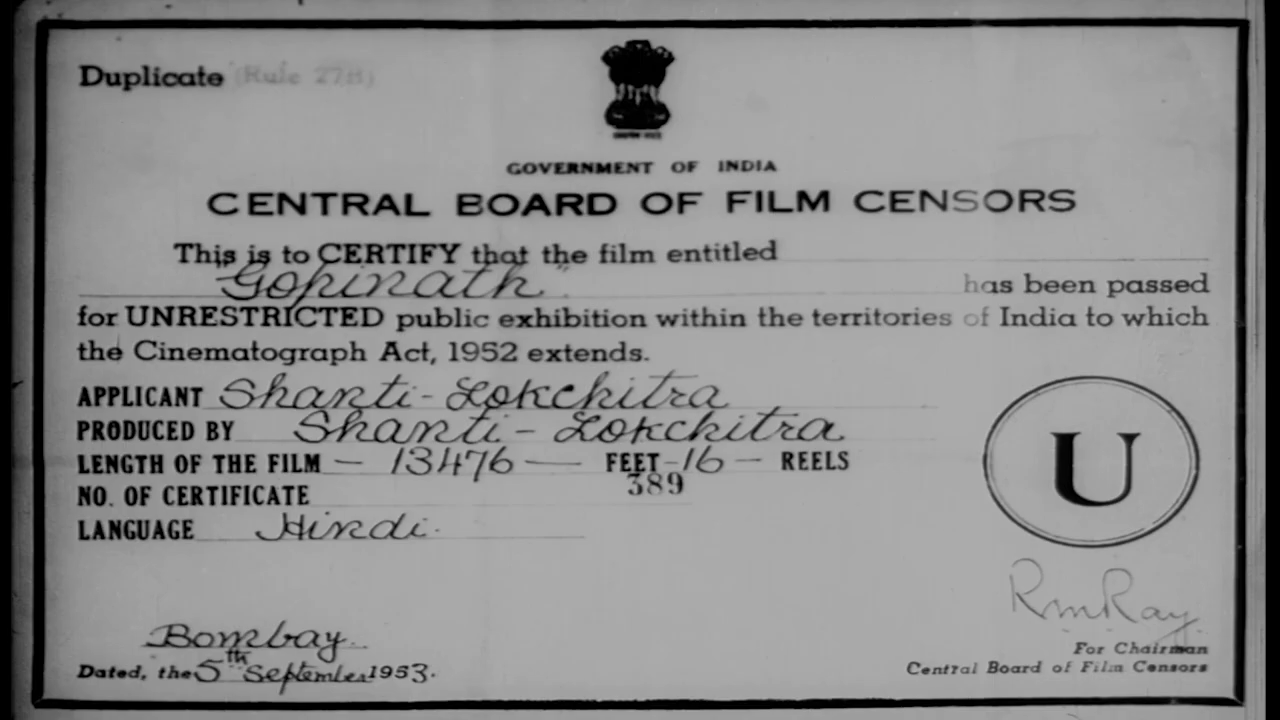 Duplicate (Rule 27B)
GOVERNMENT OF INDIA
CENTRAL BOARD OF FILM CENSORS
This is to CERTIFY that the film entitled
"Gopinath" has been passed
for UNRESTRICTED public exhibition within the territories of India to which
the Cinematograph Act, 1952 extends.
APPLICANT Shanti-Lokchitra
PRODUCED BY Shanti-Lokchitra
LENGTH OF THE FILM — 13476 — FEET -16 — REELS
NO. OF CERTIFICATE 389
LANGUAGE Hindi.
U
RmRay
Bombay.
For Chairman
Dated, the 5th September 1953.
Central Board of Film Censors